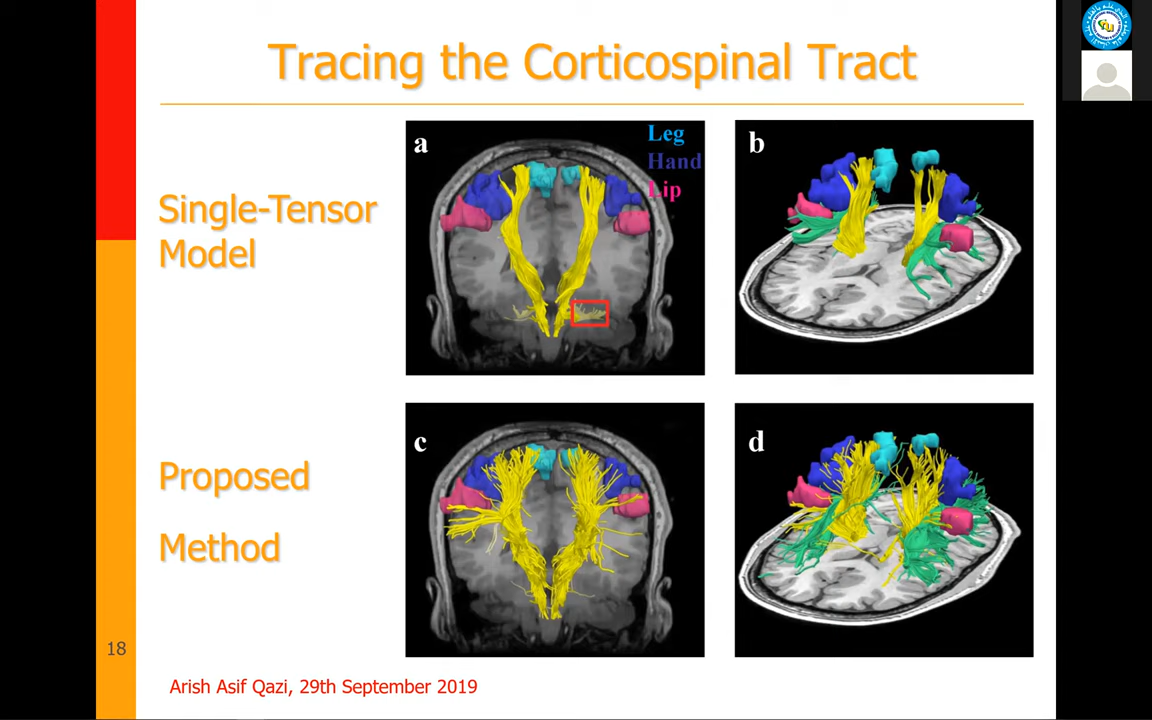 Tracing the Corticospinal Tract
Single-Tensor
Model
a
Leg
Hand
Lip
b
Proposed
Method
c
d
18
Arish Asif Qazi, 29th September 2019